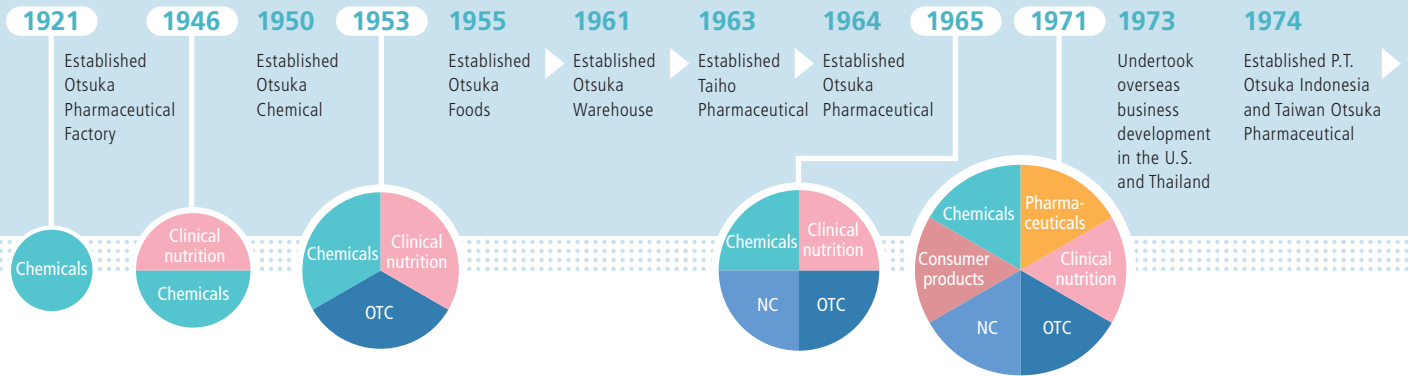 1921
Established
Otsuka
Pharmaceutical
Factory
1946
1950
Established
Otsuka
Chemical
1953
1955
Established
Otsuka
Foods
1961
Established
Otsuka
Warehouse
1963
Established
Taiho
Pharmaceutical
1964
Established
Otsuka
Pharmaceutical
1965
1971
1973
Undertook
overseas
business
development
in the U.S.
and Thailand
1974
Established P.T.
Otsuka Indonesia
and Taiwan Otsuka
Pharmaceutical
Chemicals
Clinical
nutrition
Chemicals
Chemicals
Clinical
nutrition
OTC
Chemicals
Clinical
nutrition
NC
OTC
Chemicals
Pharma-
ceuticals
Consumer
products
Clinical
nutrition
NC
OTC